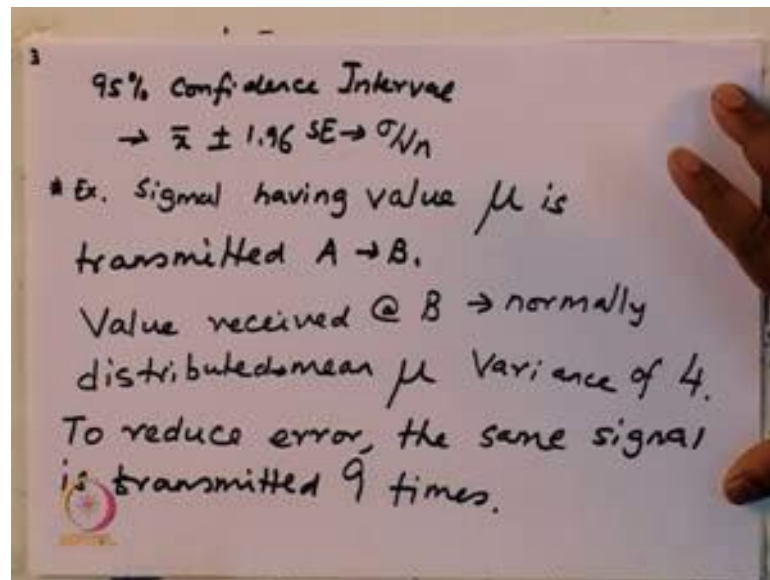 3
95% Confidence Interval
→ x̄ ± 1.96 SE → σ/√n
* Ex. Signal having value μ is
transmitted A → B.
Value received @ B → normally
distributed mean μ Variance of 4.
To reduce error, the same signal
is transmitted 9 times.